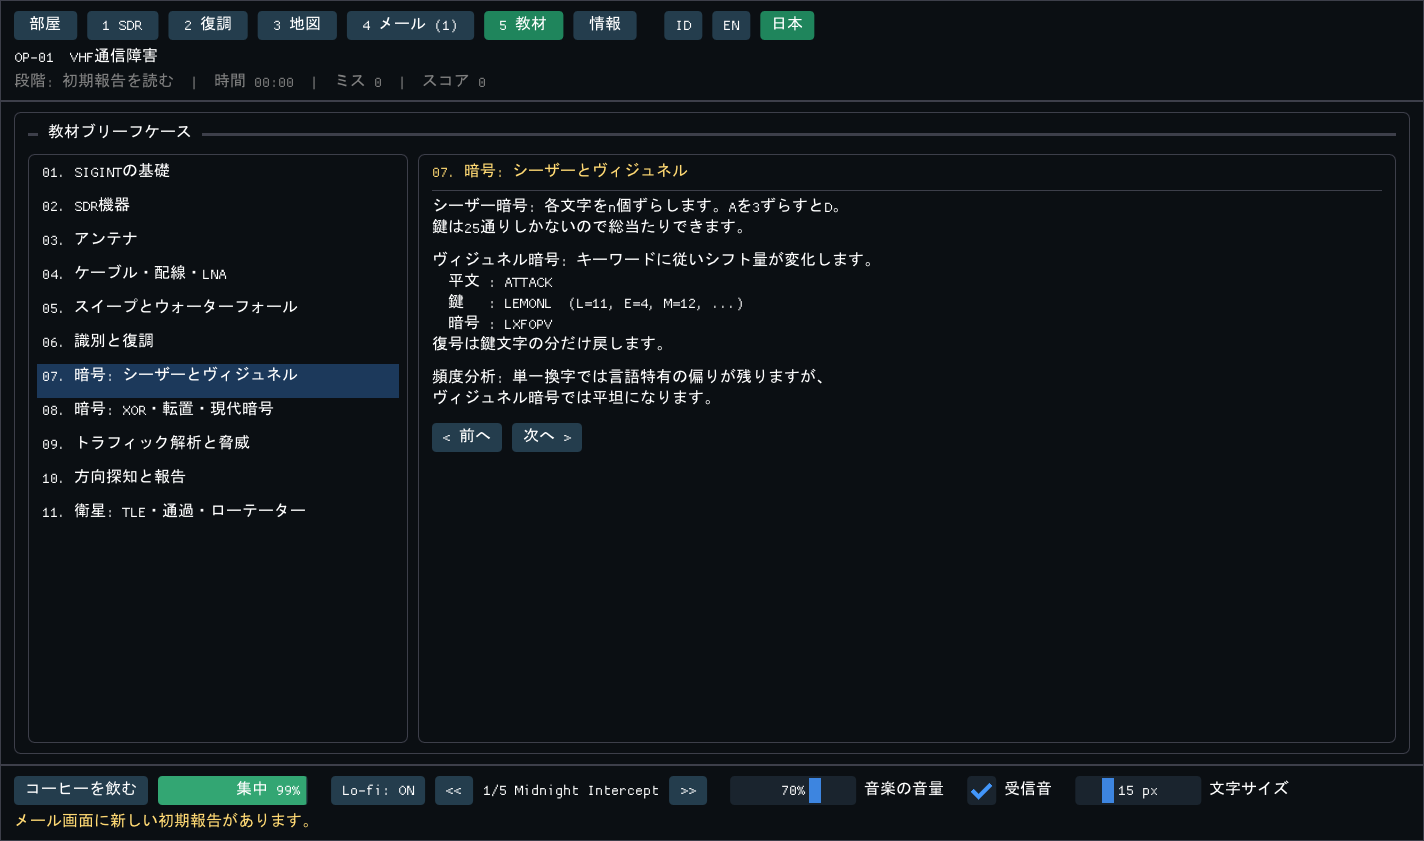 部屋 1 SDR 2 復調 3 地図 4 メール (1) 5 教材 情報 ID EN 日本
OP-01 VHF通信障害
段階: 初期報告を読む | 時間 00:00 | ミス 0 | スコア 0
教材ブリーフケース
01. SIGINTの基礎
02. SDR機器
03. アンテナ
04. ケーブル・配線・LNA
05. スイープとウォーターフォール
06. 識別と復調
07. 暗号: シーザーとヴィジュネル
08. 暗号: XOR・転置・現代暗号
09. トラフィック解析と脅威
10. 方向探知と報告
11. 衛星: TLE・通過・ローテーター
07. 暗号: シーザーとヴィジュネル
シーザー暗号: 各文字をn個ずらします。Aを3ずらすとD。
鍵は25通りしかないので総当たりできます。
ヴィジュネル暗号: キーワードに従いシフト量が変化します。
平文 : ATTACK
鍵 : LEMONL (L=11, E=4, M=12, ...)
暗号 : LXFOPV
復号は鍵文字の分だけ戻します。
頻度分析: 単一換字では言語特有の偏りが残りますが、
ヴィジュネル暗号では平坦になります。
< 前へ 次へ >
コーヒーを飲む 集中 99% Lo-fi: ON << 1/5 Midnight Intercept >> 70% 音楽の音量 受信音 15 px 文字サイズ
メール画面に新しい初期報告があります。